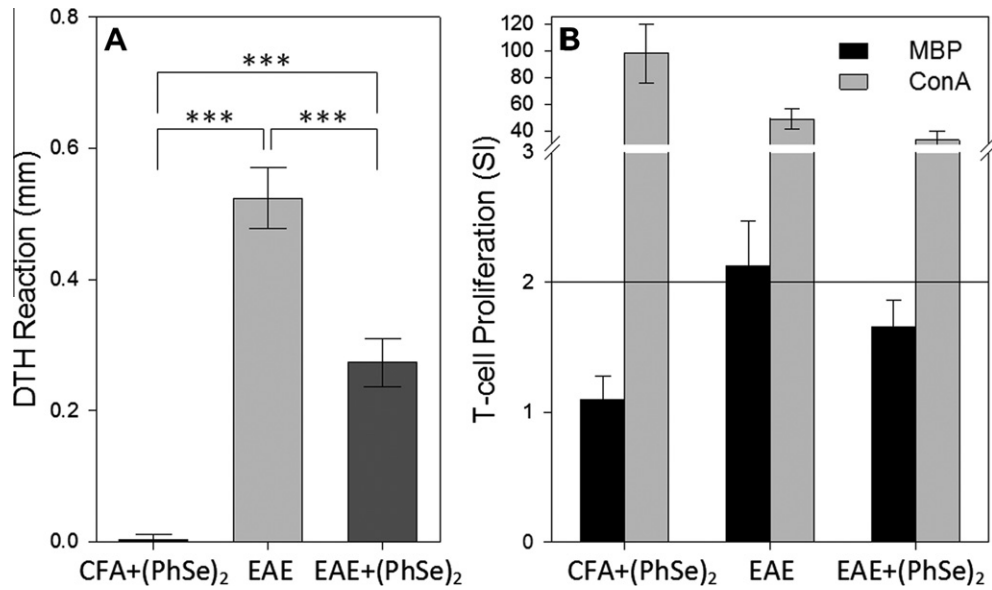 A
0.8
0.6
0.4
0.2
0.0
DTH Reaction (mm)
***
*** ***
CFA+(PhSe)₂ EAE EAE+(PhSe)₂
B
120
100
80
60
40
3
2
1
0
T-cell Proliferation (SI)
MBP
ConA
CFA+(PhSe)₂ EAE EAE+(PhSe)₂